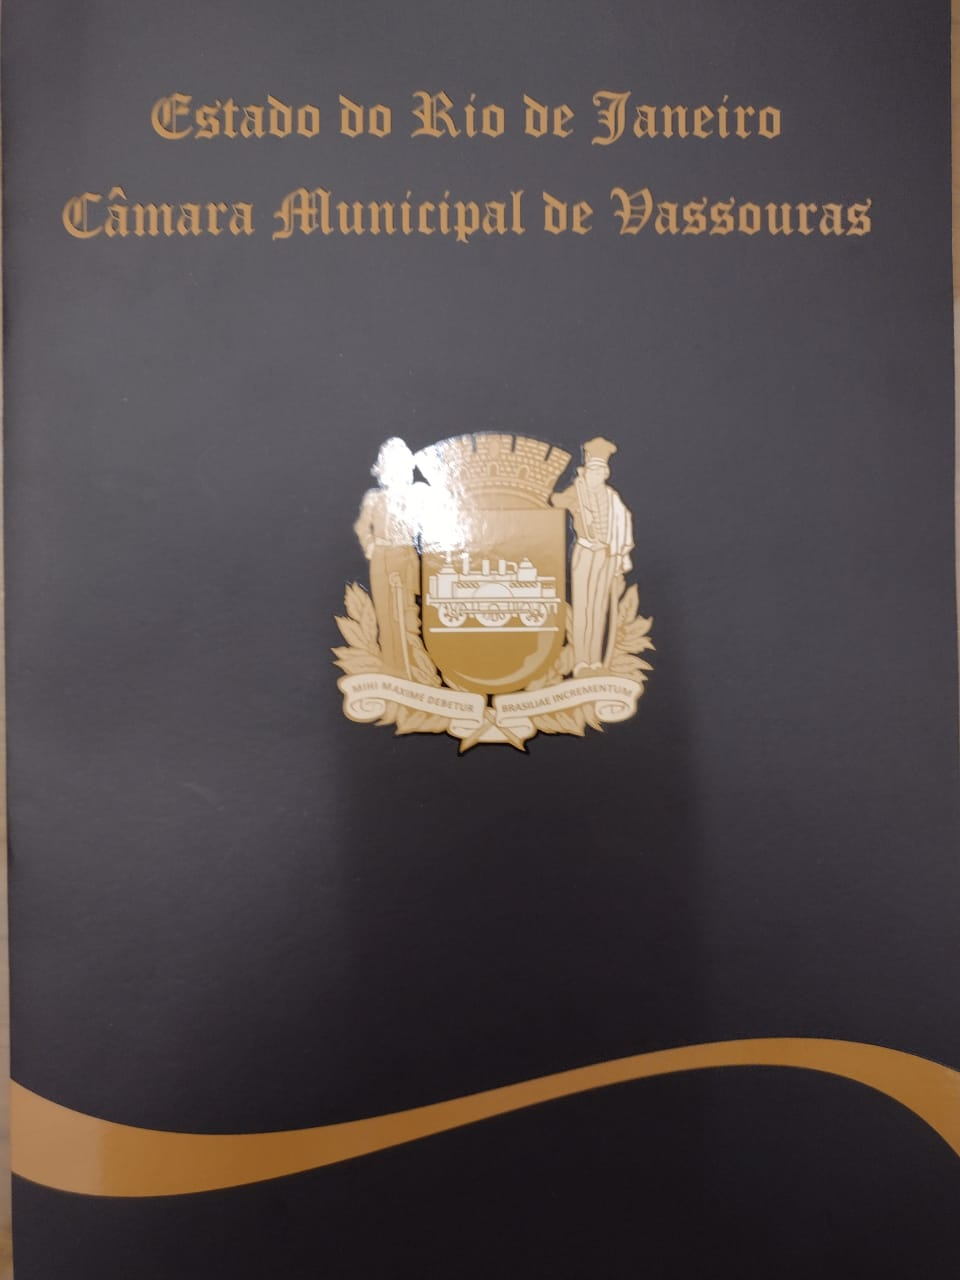 Estado do Rio de Janeiro
Câmara Municipal de Vassouras
MIHI MAXIME DEBETUR BRASILIAE INCREMENTUM